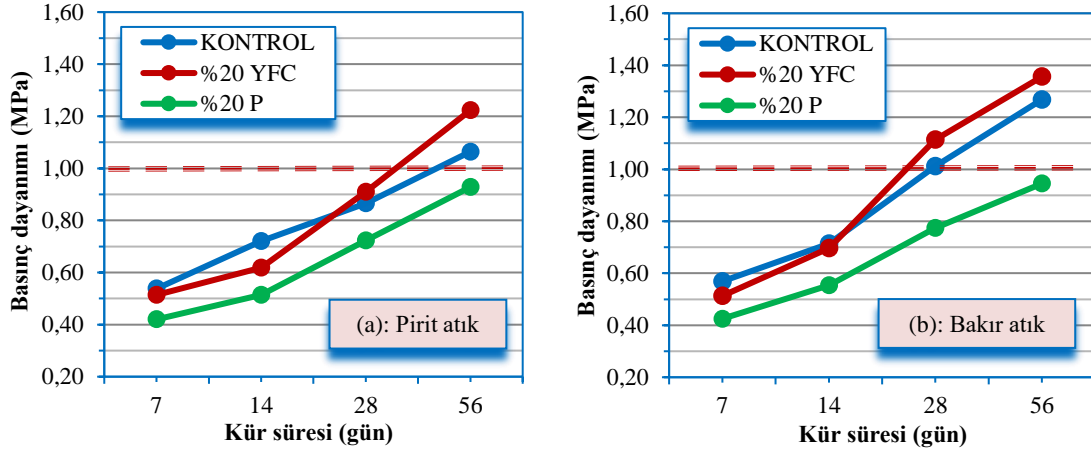 1,60
1,40
1,20
1,00
0,80
0,60
0,40
0,20
Basınç dayanımı (MPa)
KONTROL
%20 YFC
%20 P
(a): Pirit atık
7 14 28 56
Kür süresi (gün)
1,60
1,40
1,20
1,00
0,80
0,60
0,40
0,20
Basınç dayanımı (MPa)
KONTROL
%20 YFC
%20 P
(b): Bakır atık
7 14 28 56
Kür süresi (gün)